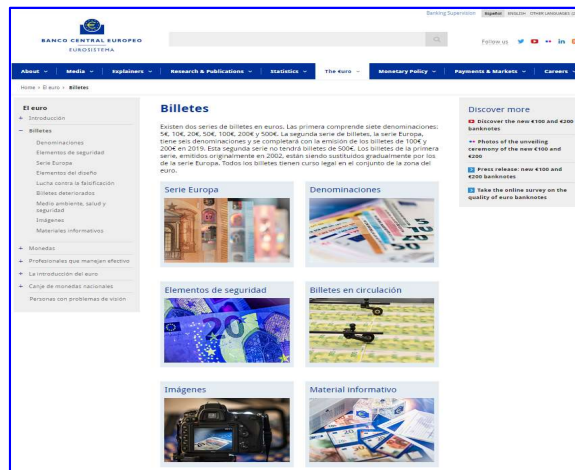 Banking Supervision Español ENGLISH OTHER LANGUAGES
BANCO CENTRAL EUROPEO
EUROSISTEMA
Follow us
About Media Explainers Research & Publications Statistics The €uro Monetary Policy Payments & Markets Careers
Home > El euro > Billetes
El euro
+ Introducción
− Billetes
Denominaciones
Elementos de seguridad
Serie Europa
Elementos del diseño
Lucha contra la falsificación
Billetes deteriorados
Medio ambiente, salud y
seguridad
Imágenes
Materiales informativos
+ Monedas
+ Profesionales que manejan efectivo
+ La introducción del euro
+ Canje de monedas nacionales
Personas con problemas de visión
Billetes
Existen dos series de billetes en euros. Las primera comprende siete denominaciones:
5€, 10€, 20€, 50€, 100€, 200€ y 500€. La segunda serie de billetes, la serie Europa,
tiene seis denominaciones y se completará con la emisión de los billetes de 100€ y
200€ en 2019. Esta segunda serie no tendrá billetes de 500€. Los billetes de la primera
serie, emitidos originalmente en 2002, están siendo sustituidos gradualmente por los
de la serie Europa. Todos los billetes tienen curso legal en el conjunto de la zona del
euro.
Serie Europa
Denominaciones
5
10
20
50
Elementos de seguridad
20
Billetes en circulación
Imágenes
Material informativo
Discover more
Discover the new €100 and €200
banknotes
Photos of the unveiling
ceremony of the new €100 and
€200
Press release: new €100 and
€200 banknotes
Take the online survey on the
quality of euro banknotes